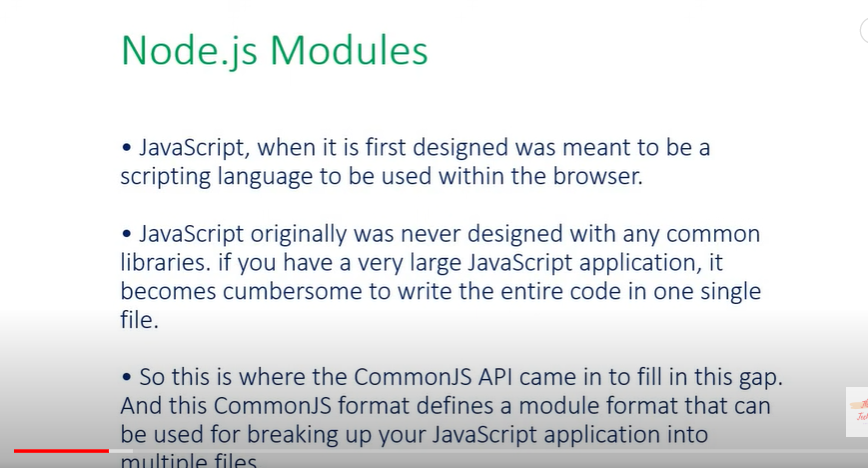 Node.js Modules
• JavaScript, when it is first designed was meant to be a
scripting language to be used within the browser.
• JavaScript originally was never designed with any common
libraries. if you have a very large JavaScript application, it
becomes cumbersome to write the entire code in one single
file.
• So this is where the CommonJS API came in to fill in this gap.
And this CommonJS format defines a module format that can
be used for breaking up your JavaScript application into
multiple files